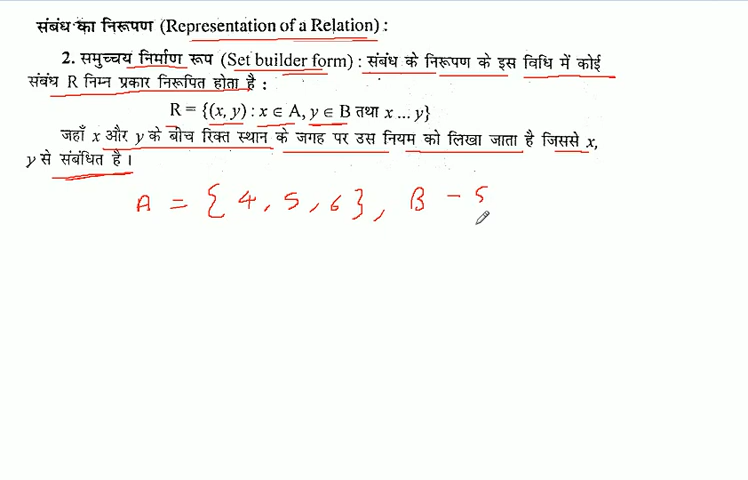 संबंध का निरूपण (Representation of a Relation) :
2. समुच्चय निर्माण रूप (Set builder form) : संबंध के निरूपण के इस विधि में कोई
संबंध R निम्न प्रकार निरूपित होता है :
R = {(x, y) : x ∈ A, y ∈ B तथा x ... y}
जहाँ x और y के बीच रिक्त स्थान के जगह पर उस नियम को लिखा जाता है जिससे x,
y से संबंधित है ।
A = { 4, 5, 6 }, B -